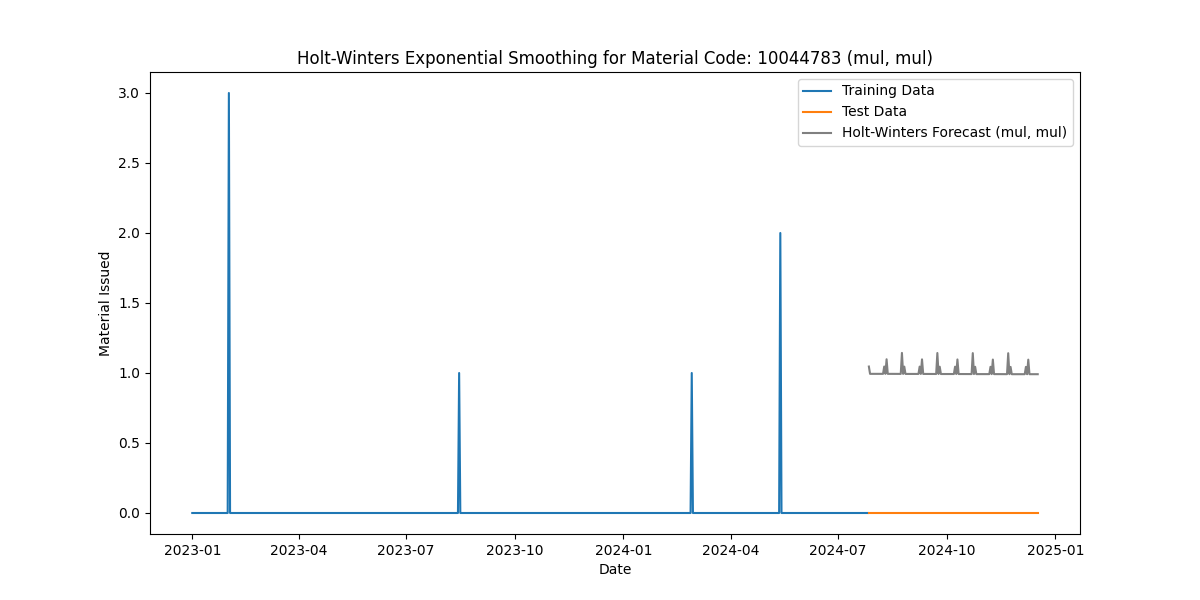 Holt-Winters Exponential Smoothing for Material Code: 10044783 (mul, mul)
Training Data
Test Data
Holt-Winters Forecast (mul, mul)
Material Issued
3.0
2.5
2.0
1.5
1.0
0.5
0.0
2023-01 2023-04 2023-07 2023-10 2024-01 2024-04 2024-07 2024-10 2025-01
Date